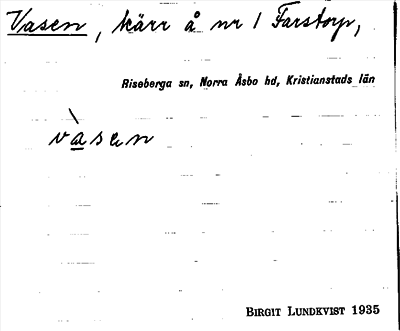 Vasen, kärr å nr 1 Farstorp,
Riseberga sn, Norra Åsbo hd, Kristianstads län
vàsen
BIRGIT LUNDKVIST 1935